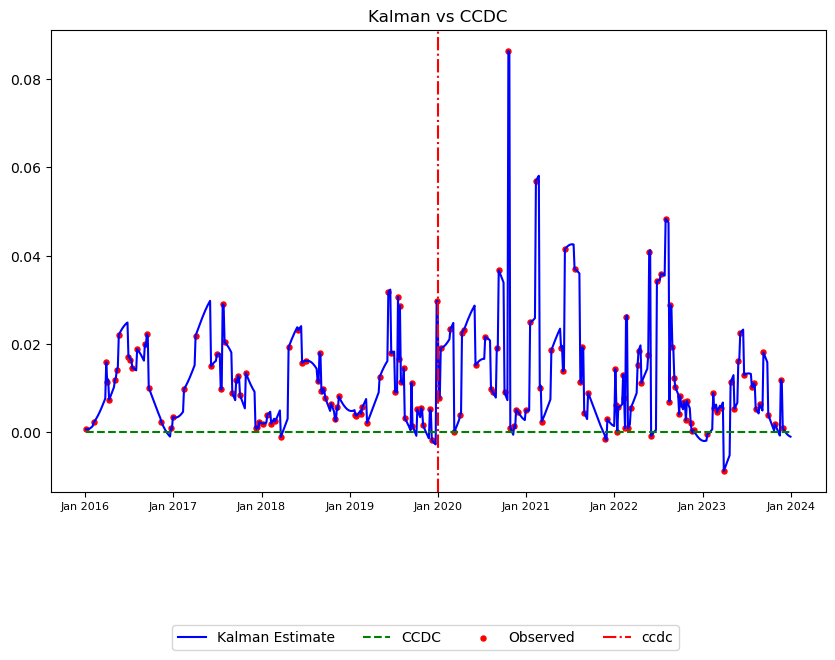 Kalman vs CCDC
0.08
0.06
0.04
0.02
0.00
Jan 2016 Jan 2017 Jan 2018 Jan 2019 Jan 2020 Jan 2021 Jan 2022 Jan 2023 Jan 2024
Kalman Estimate CCDC Observed ccdc